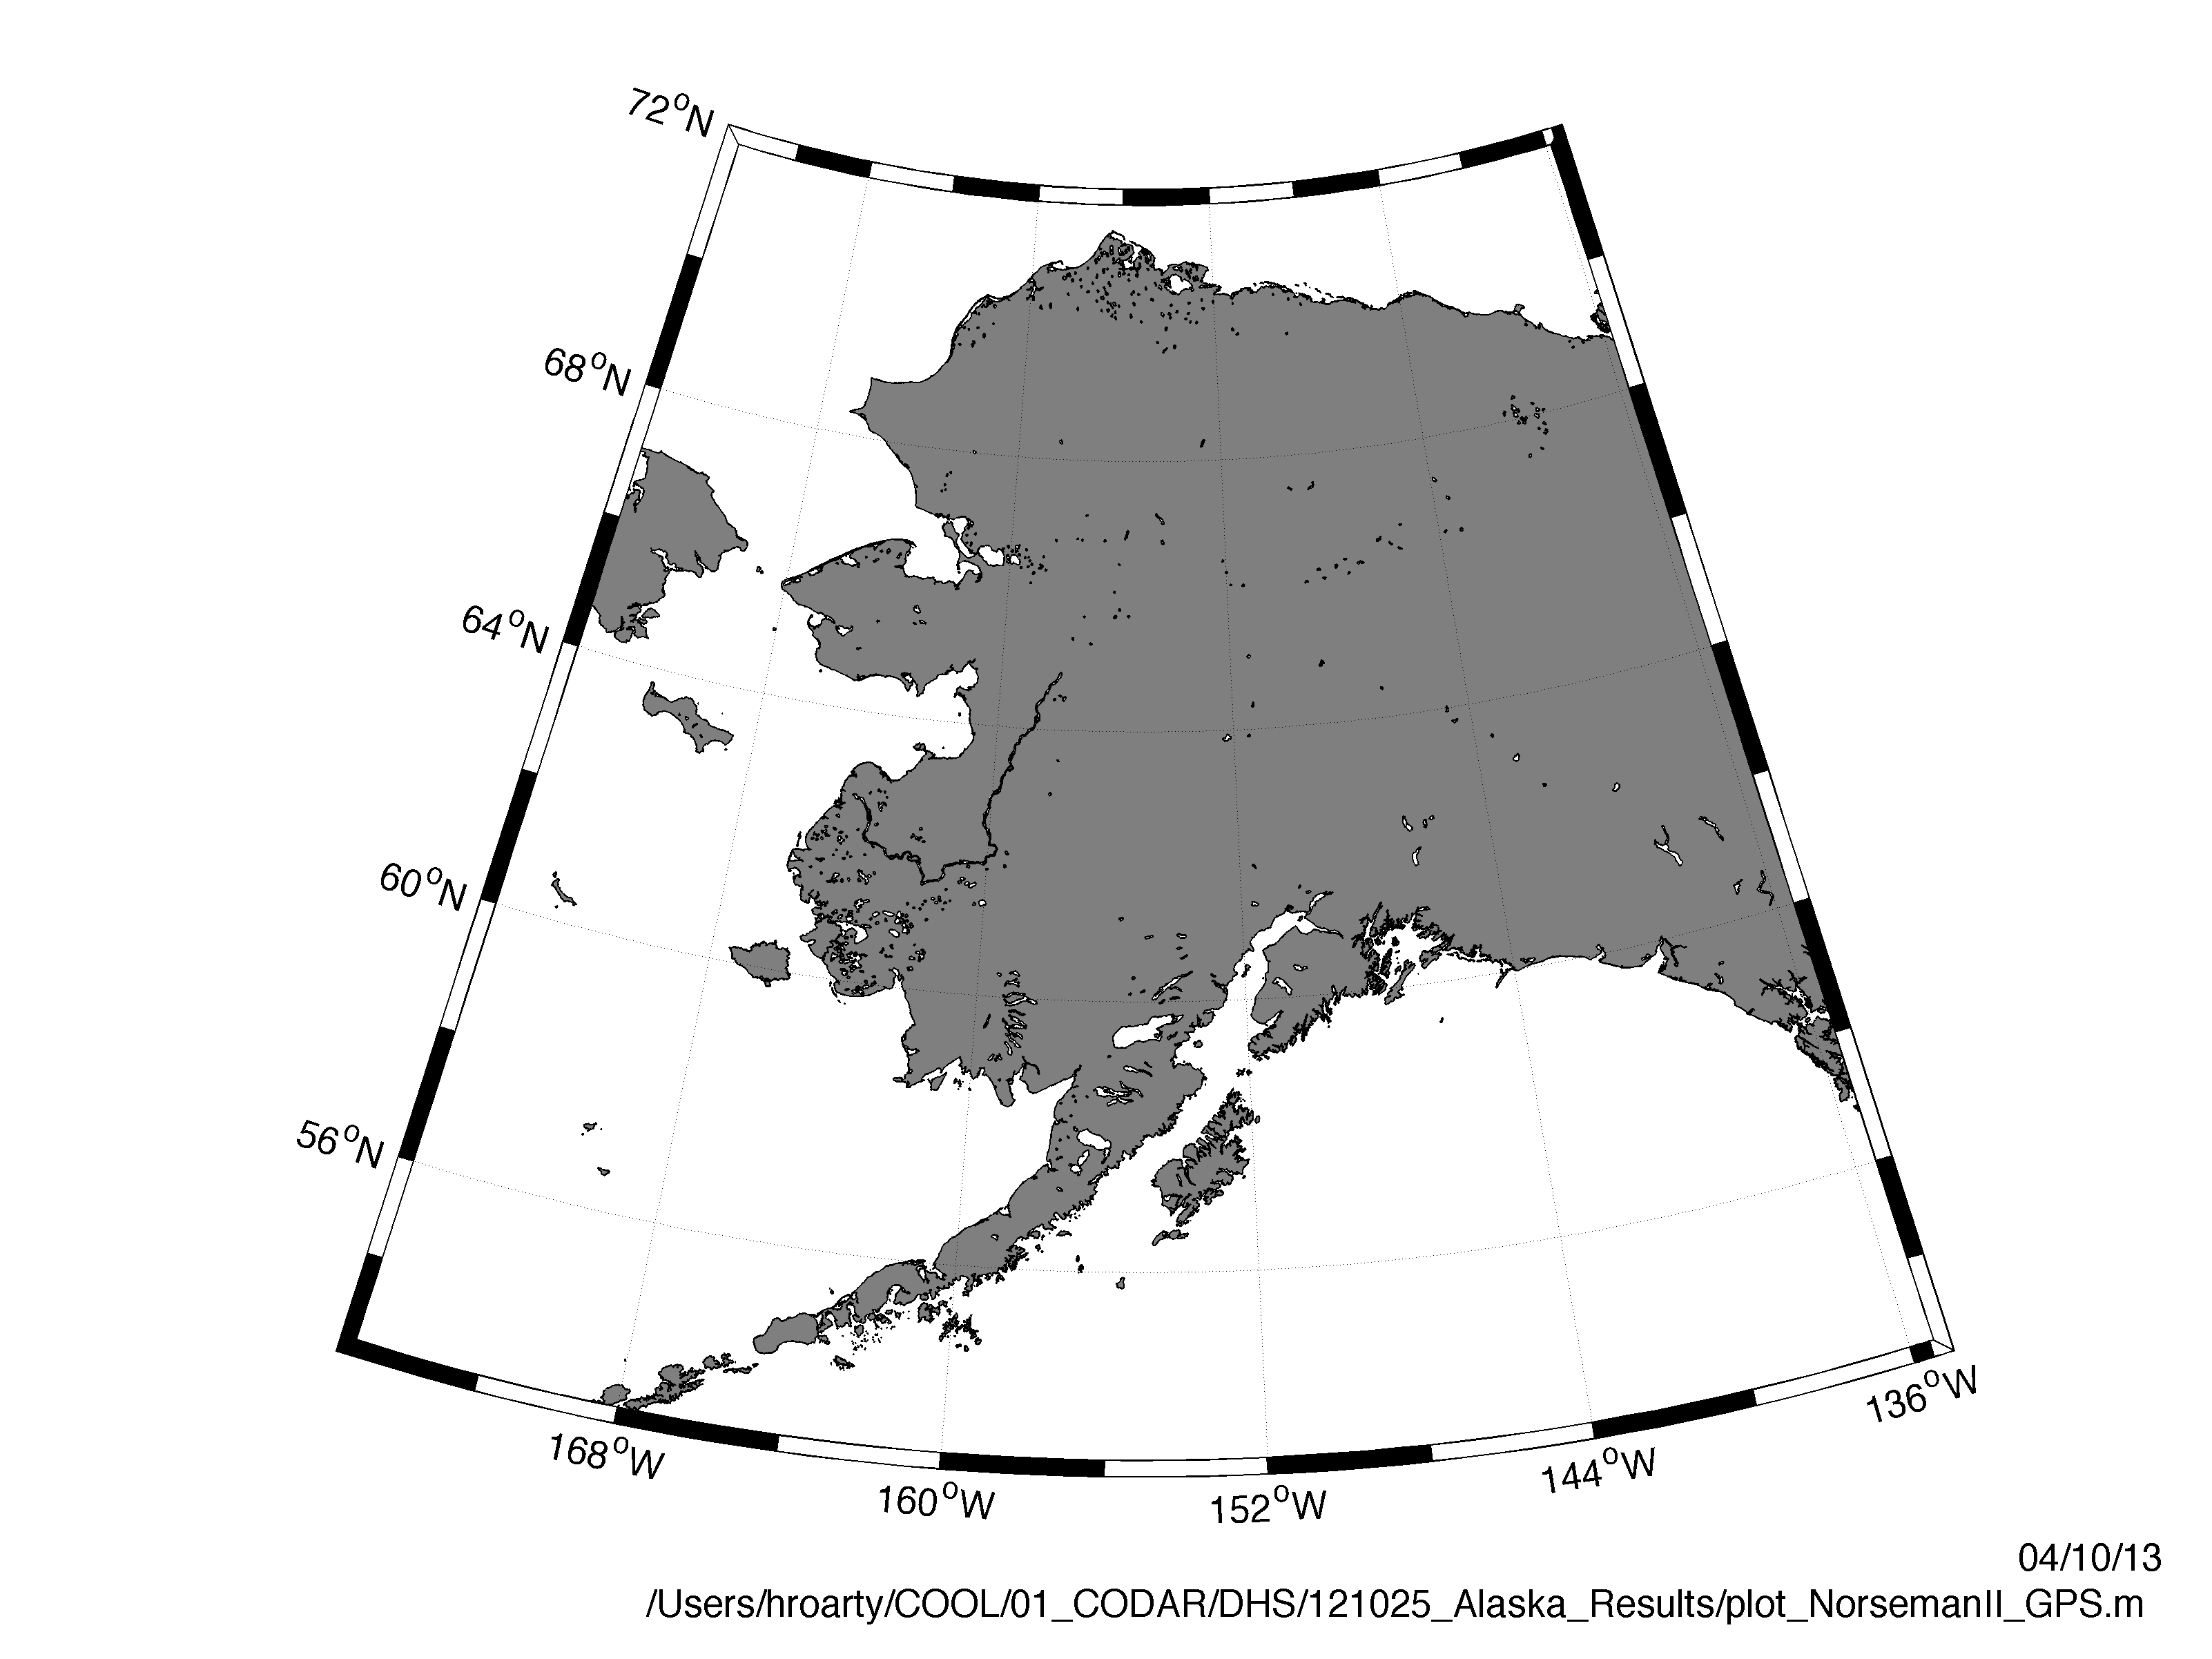 72°N
68°N
64°N
60°N
56°N
168°W
160°W
152°W
144°W
136°W
04/10/13
/Users/hroarty/COOL/01_CODAR/DHS/121025_Alaska_Results/plot_NorsemanII_GPS.m